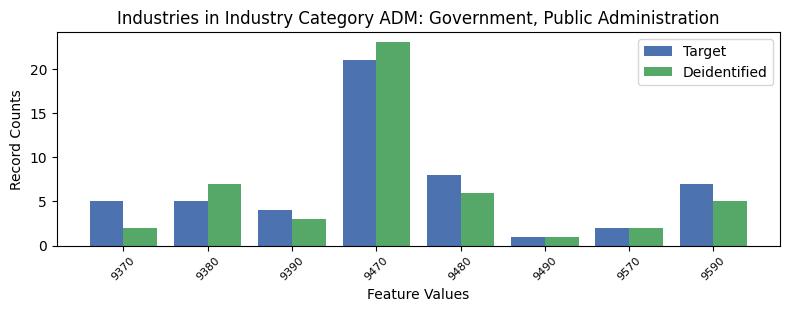 Industries in Industry Category ADM: Government, Public Administration
Target
Deidentified
Record Counts
20
15
10
5
0
9370 9380 9390 9470 9480 9490 9570 9590
Feature Values